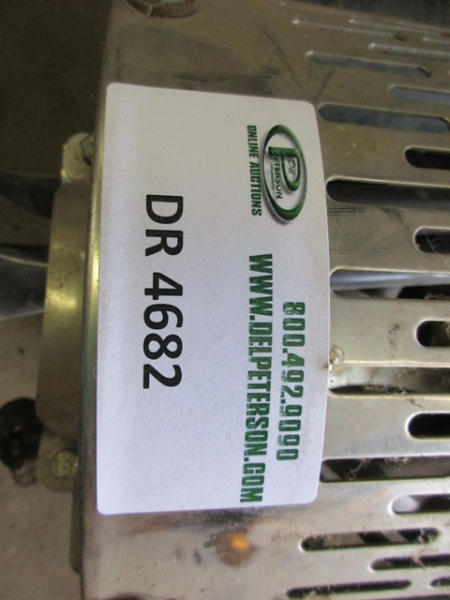 PETERSON
ONLINE AUCTIONS
800.492.9090
WWW.DELPETERSON.COM
DR 4682